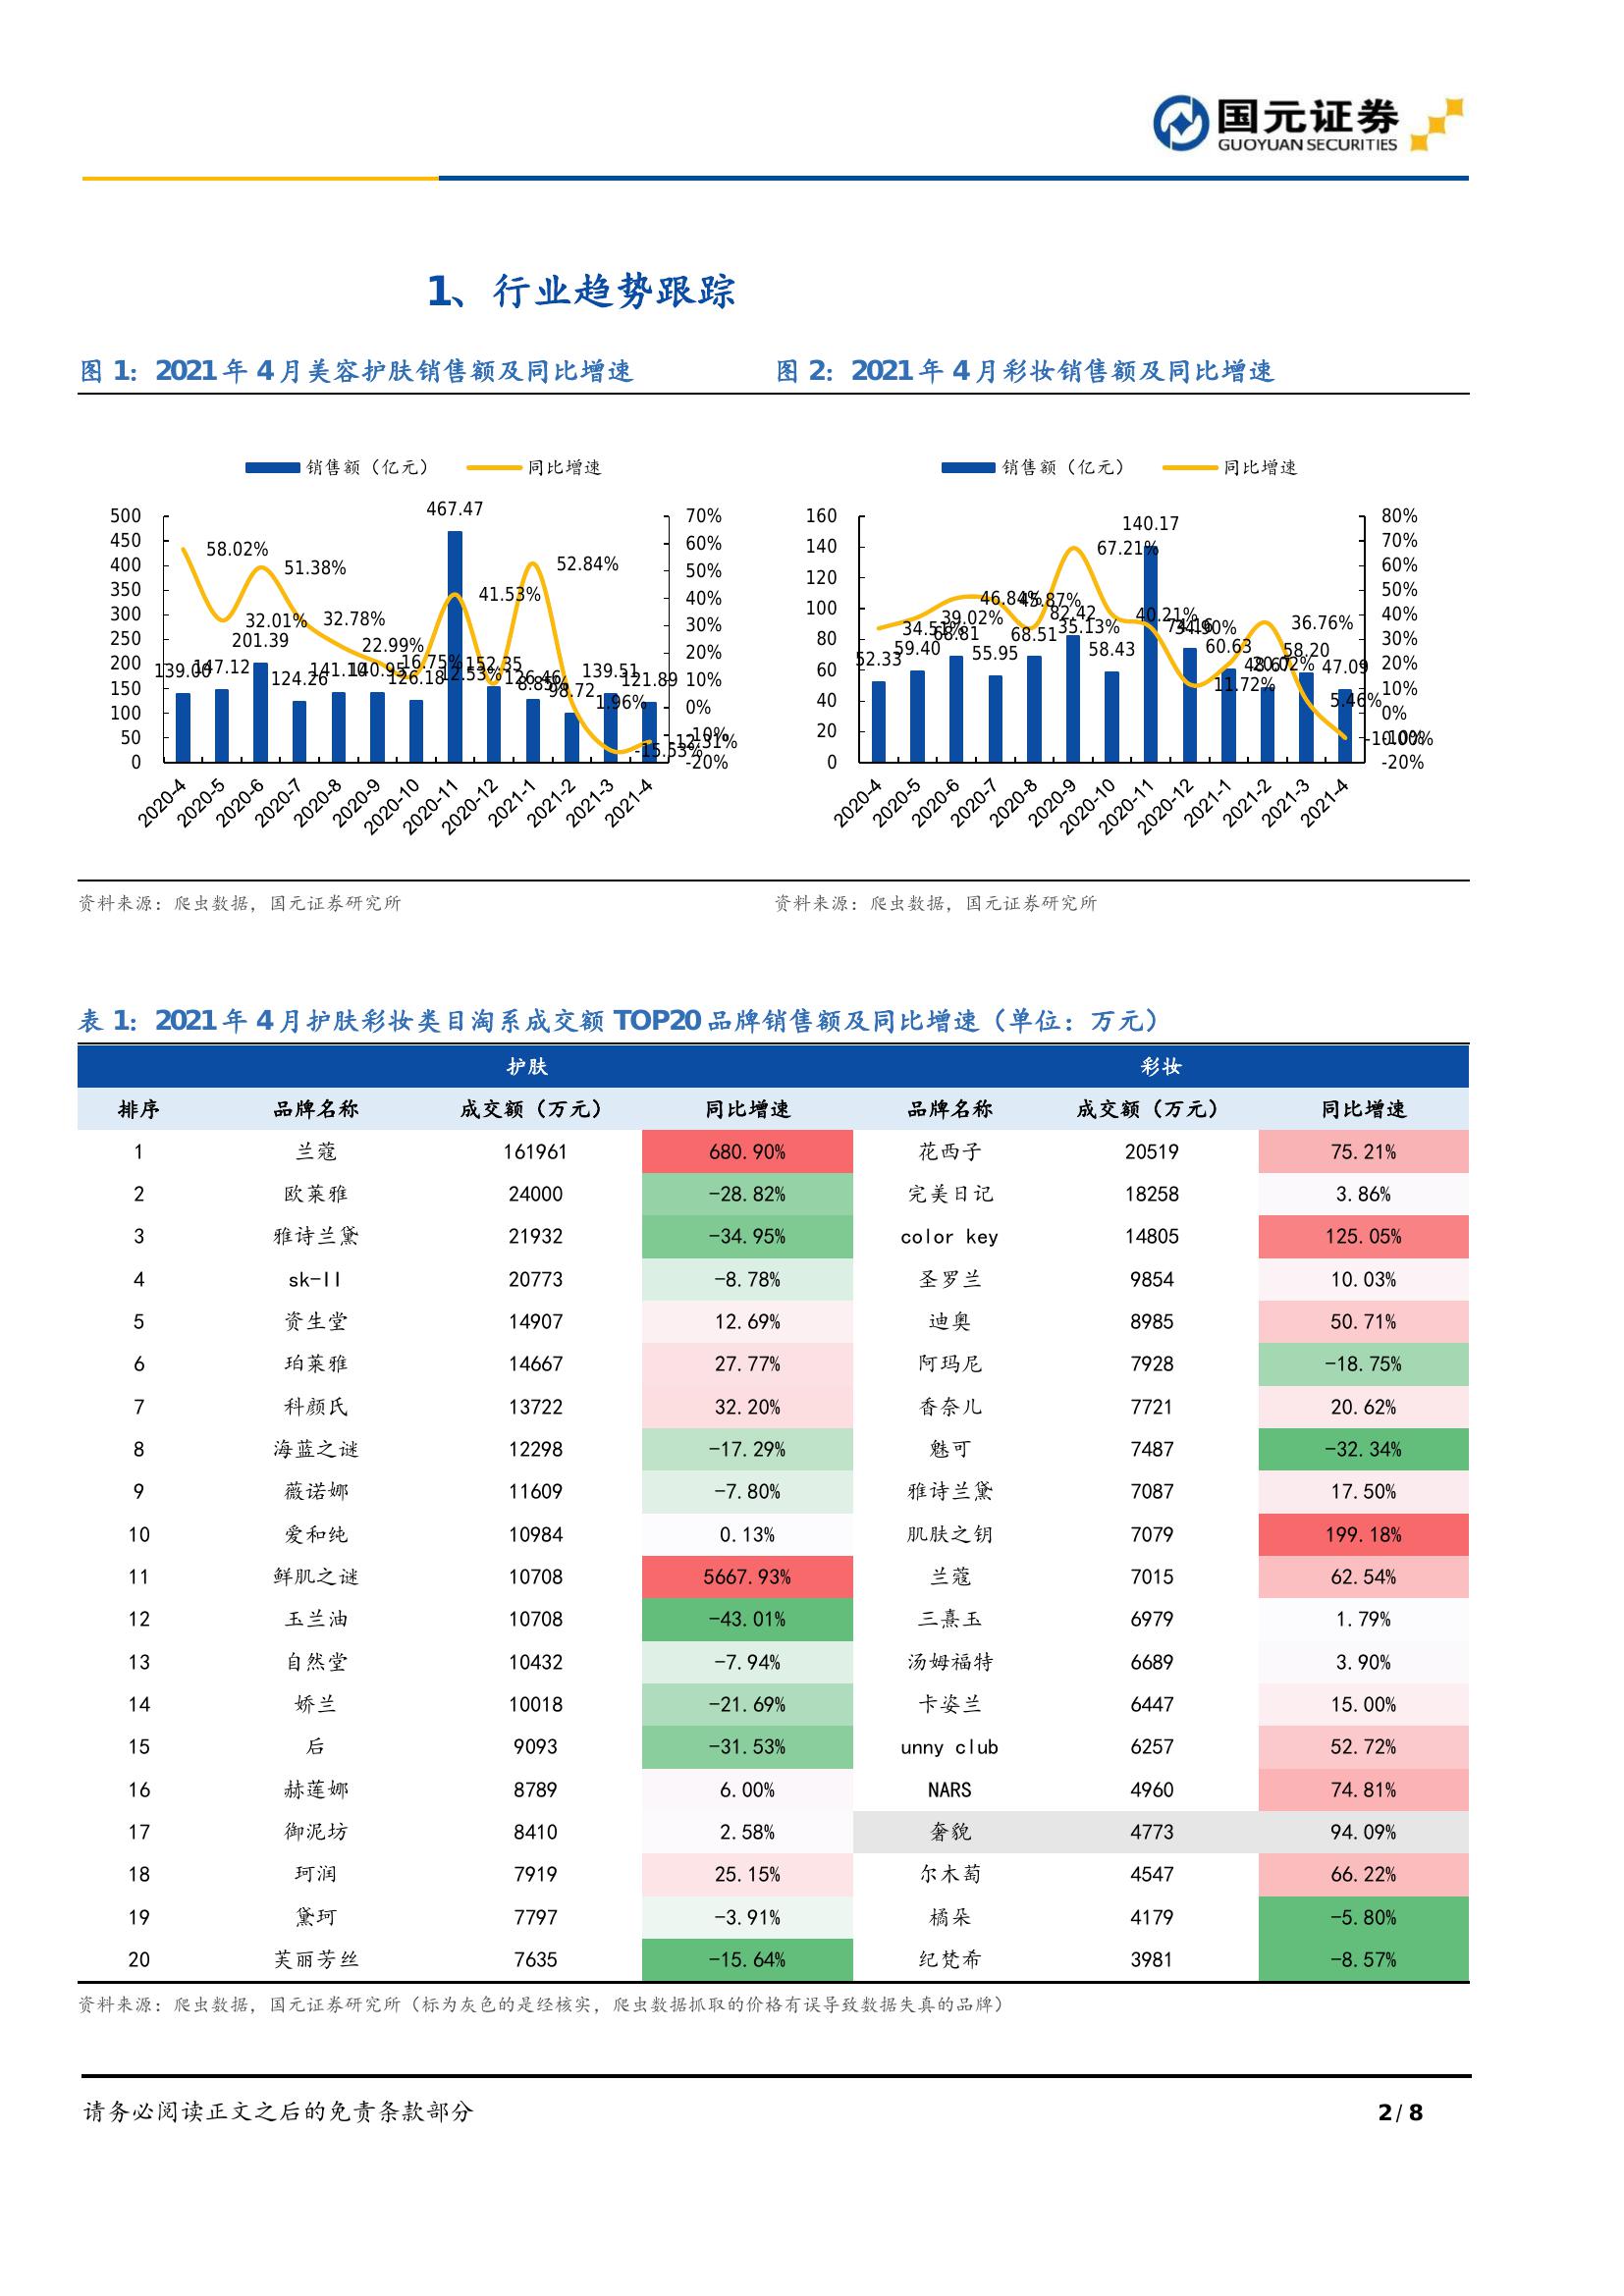 国元证券
GUOYUAN SECURITIES
1、行业趋势跟踪
图 1：2021 年 4 月美容护肤销售额及同比增速
图 2：2021 年 4 月彩妆销售额及同比增速
销售额（亿元） 同比增速
500 450 400 350 300 250 200 150 100 50 0
70% 60% 50% 40% 30% 20% 10% 0% -10% -20%
139.00 147.12 201.39 124.26 141.14 140.95 126.18 467.47 152.35 126.46 98.72 139.51 121.89
58.02% 32.01% 51.38% 32.78% 22.99% 16.75% 12.53% 41.53% 8.85% 52.84% 1.96% -15.53% -12.31%
2020-4 2020-5 2020-6 2020-7 2020-8 2020-9 2020-10 2020-11 2020-12 2021-1 2021-2 2021-3 2021-4
销售额（亿元） 同比增速
160 140 120 100 80 60 40 20 0
80% 70% 60% 50% 40% 30% 20% 10% 0% -10% -20%
52.33 59.40 68.81 55.95 68.51 82.42 58.43 140.17 60.63 58.20 47.09
39.02% 46.84% 45.87% 35.13% 67.21% 40.21% 34.90% 11.72% 20.02% 36.76% 5.46% -10.00%
2020-4 2020-5 2020-6 2020-7 2020-8 2020-9 2020-10 2020-11 2020-12 2021-1 2021-2 2021-3 2021-4
资料来源：爬虫数据，国元证券研究所
资料来源：爬虫数据，国元证券研究所
表 1：2021 年 4 月护肤彩妆类目淘系成交额 TOP20 品牌销售额及同比增速（单位：万元）
护肤 彩妆
排序 品牌名称 成交额（万元） 同比增速 品牌名称 成交额（万元） 同比增速
1 兰蔻 161961 680.90% 花西子 20519 75.21%
2 欧莱雅 24000 -28.82% 完美日记 18258 3.86%
3 雅诗兰黛 21932 -34.95% color key 14805 125.05%
4 sk-II 20773 -8.78% 圣罗兰 9854 10.03%
5 资生堂 14907 12.69% 迪奥 8985 50.71%
6 珀莱雅 14667 27.77% 阿玛尼 7928 -18.75%
7 科颜氏 13722 32.20% 香奈儿 7721 20.62%
8 海蓝之谜 12298 -17.29% 魅可 7487 -32.34%
9 薇诺娜 11609 -7.80% 雅诗兰黛 7087 17.50%
10 爱和纯 10984 0.13% 肌肤之钥 7079 199.18%
11 鲜肌之谜 10708 5667.93% 兰蔻 7015 62.54%
12 玉兰油 10708 -43.01% 三熹玉 6979 1.79%
13 自然堂 10432 -7.94% 汤姆福特 6689 3.90%
14 娇兰 10018 -21.69% 卡姿兰 6447 15.00%
15 后 9093 -31.53% unny club 6257 52.72%
16 赫莲娜 8789 6.00% NARS 4960 74.81%
17 御泥坊 8410 2.58% 奢貌 4773 94.09%
18 珂润 7919 25.15% 尔木萄 4547 66.22%
19 黛珂 7797 -3.91% 橘朵 4179 -5.80%
20 芙丽芳丝 7635 -15.64% 纪梵希 3981 -8.57%
资料来源：爬虫数据，国元证券研究所（标为灰色的是经核实，爬虫数据抓取的价格有误导致数据失真的品牌）
请务必阅读正文之后的免责条款部分
2 / 8